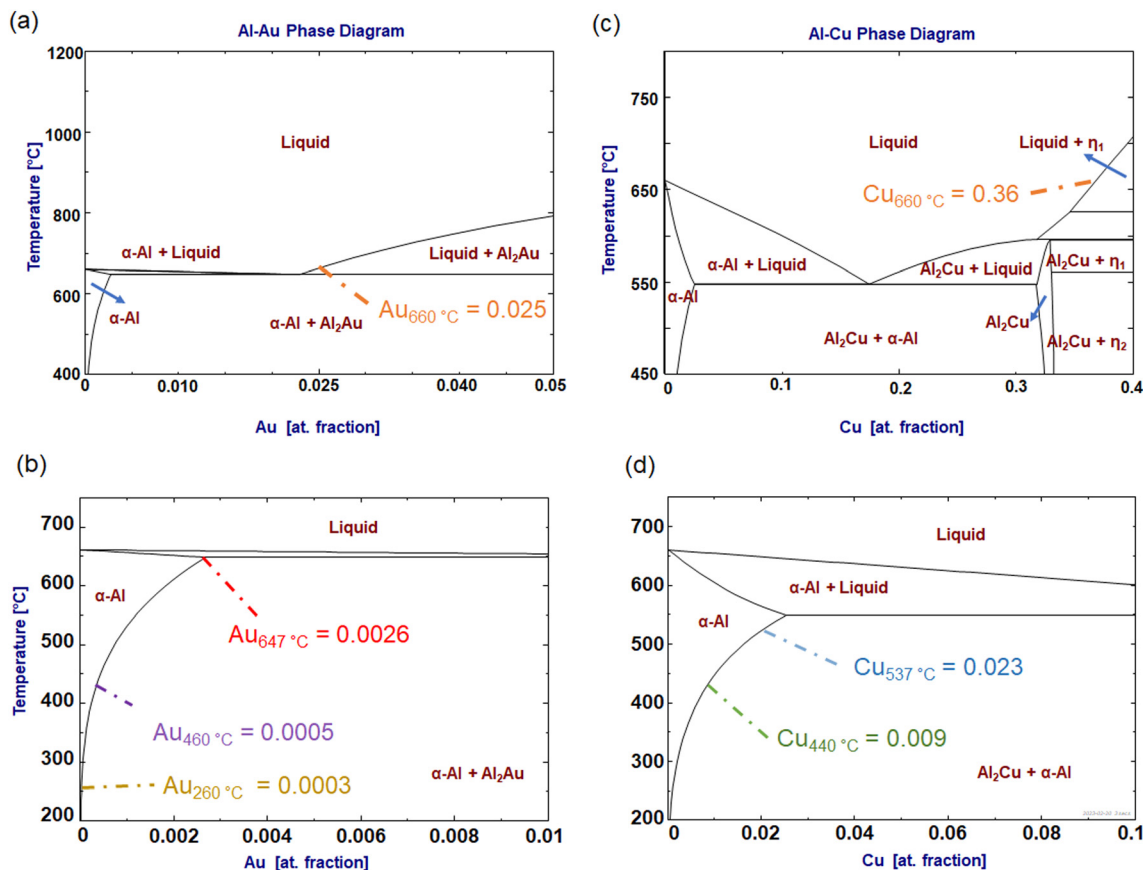 (a)
Al-Au Phase Diagram
1200
1000
800
600
400
Temperature [°C]
Liquid
α-Al + Liquid
Liquid + Al₂Au
α-Al
α-Al + Al₂Au
Au₆₆₀ °C = 0.025
0
0.010
0.025
0.040
0.05
Au [at. fraction]
(c)
Al-Cu Phase Diagram
750
650
550
450
Temperature [°C]
Liquid
Liquid + η₁
Cu₆₆₀ °C = 0.36
α-Al + Liquid
Al₂Cu + Liquid
Al₂Cu + η₁
α-Al
Al₂Cu
Al₂Cu + α-Al
Al₂Cu + η₂
0
0.1
0.2
0.3
0.4
Cu [at. fraction]
(b)
700
600
500
400
300
200
Temperature [°C]
Liquid
α-Al
Au₆₄₇ °C = 0.0026
Au₄₆₀ °C = 0.0005
Au₂₆₀ °C = 0.0003
α-Al + Al₂Au
0
0.002
0.004
0.006
0.008
0.01
Au [at. fraction]
(d)
700
600
500
400
300
200
Liquid
α-Al + Liquid
α-Al
Cu₅₃₇ °C = 0.023
Cu₄₄₀ °C = 0.009
Al₂Cu + α-Al
0
0.02
0.04
0.06
0.08
0.1
Cu [at. fraction]